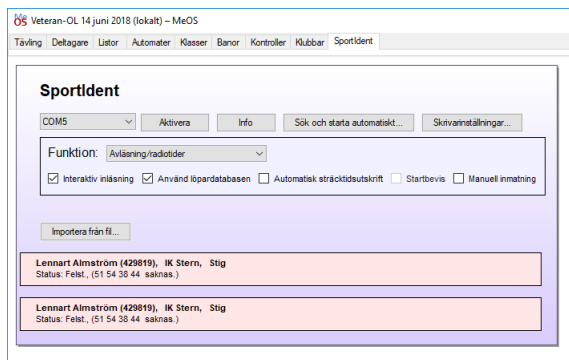 MeOS Veteran-OL 14 juni 2018 (lokalt) – MeOS
Tävling Deltagare Listor Automater Klasser Banor Kontroller Klubbar SportIdent
SportIdent
COM5 Aktivera Info Sök och starta automatiskt... Skrivarinställningar...
Funktion: Avläsning/radiotider
Interaktiv inläsning Använd löpardatabasen Automatisk sträcktidsutskrift Startbevis Manuell inmatning
Importera från fil...
Lennart Almström (429819), IK Stern, Stig
Status: Felst., (51 54 38 44 saknas.)
Lennart Almström (429819), IK Stern, Stig
Status: Felst., (51 54 38 44 saknas.)